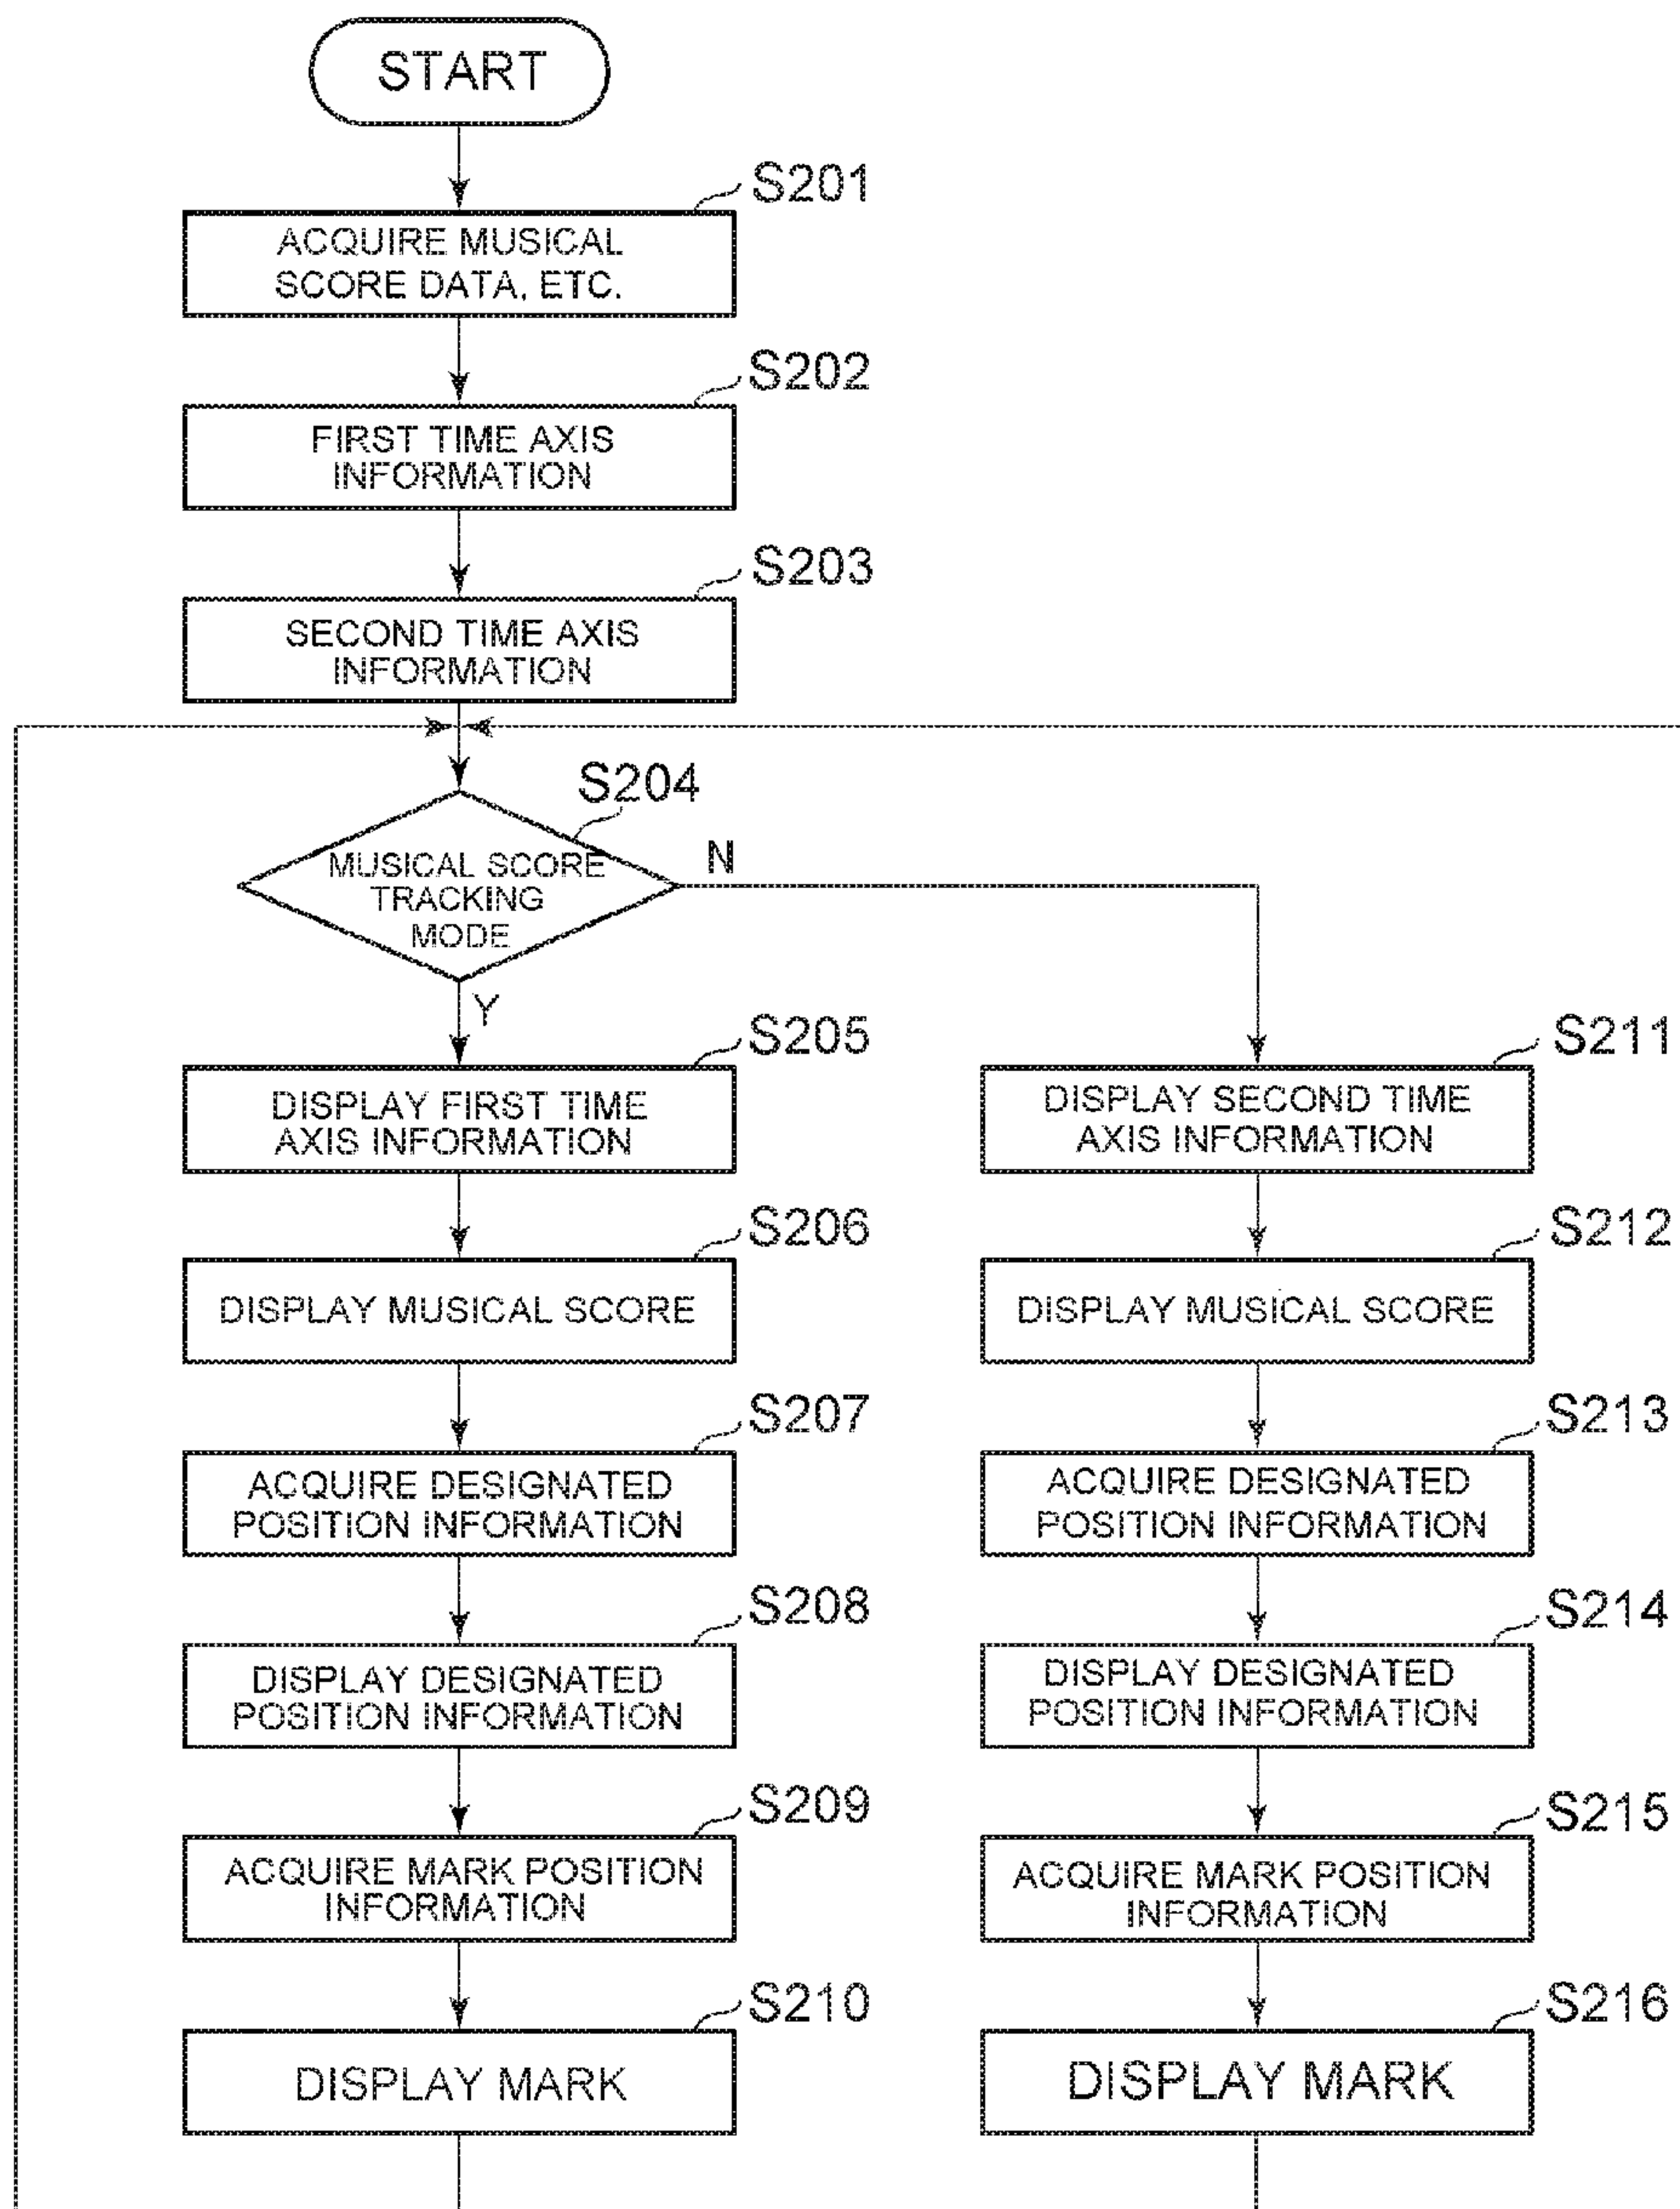 START
S201
ACQUIRE MUSICAL
SCORE DATA, ETC.
S202
FIRST TIME AXIS
INFORMATION
S203
SECOND TIME AXIS
INFORMATION
S204
MUSICAL SCORE
TRACKING
MODE
N
Y
S205
DISPLAY FIRST TIME
AXIS INFORMATION
S206
DISPLAY MUSICAL SCORE
S207
ACQUIRE DESIGNATED
POSITION INFORMATION
S208
DISPLAY DESIGNATED
POSITION INFORMATION
S209
ACQUIRE MARK POSITION
INFORMATION
S210
DISPLAY MARK
S211
DISPLAY SECOND TIME
AXIS INFORMATION
S212
DISPLAY MUSICAL SCORE
S213
ACQUIRE DESIGNATED
POSITION INFORMATION
S214
DISPLAY DESIGNATED
POSITION INFORMATION
S215
ACQUIRE MARK POSITION
INFORMATION
S216
DISPLAY MARK